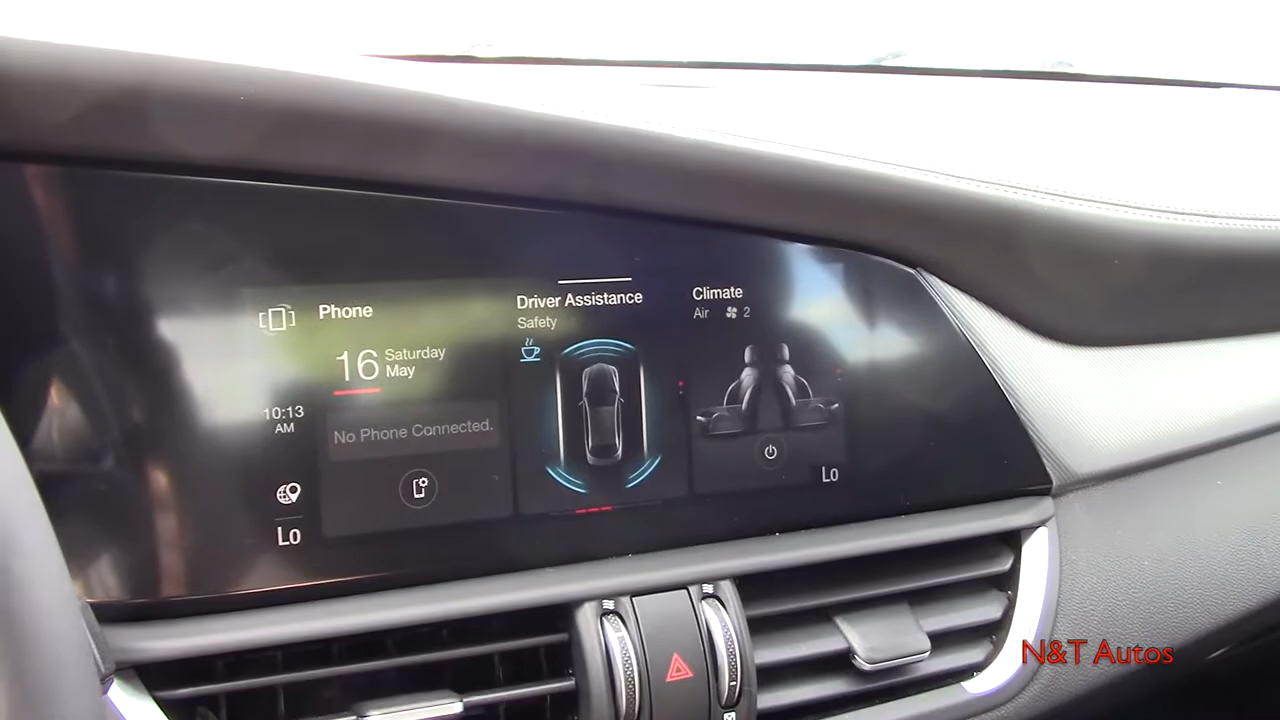 Phone
16 Saturday
May
10:13
AM
No Phone Connected.
Lo
Driver Assistance
Safety
Climate
Air 2
Lo
N&T Autos